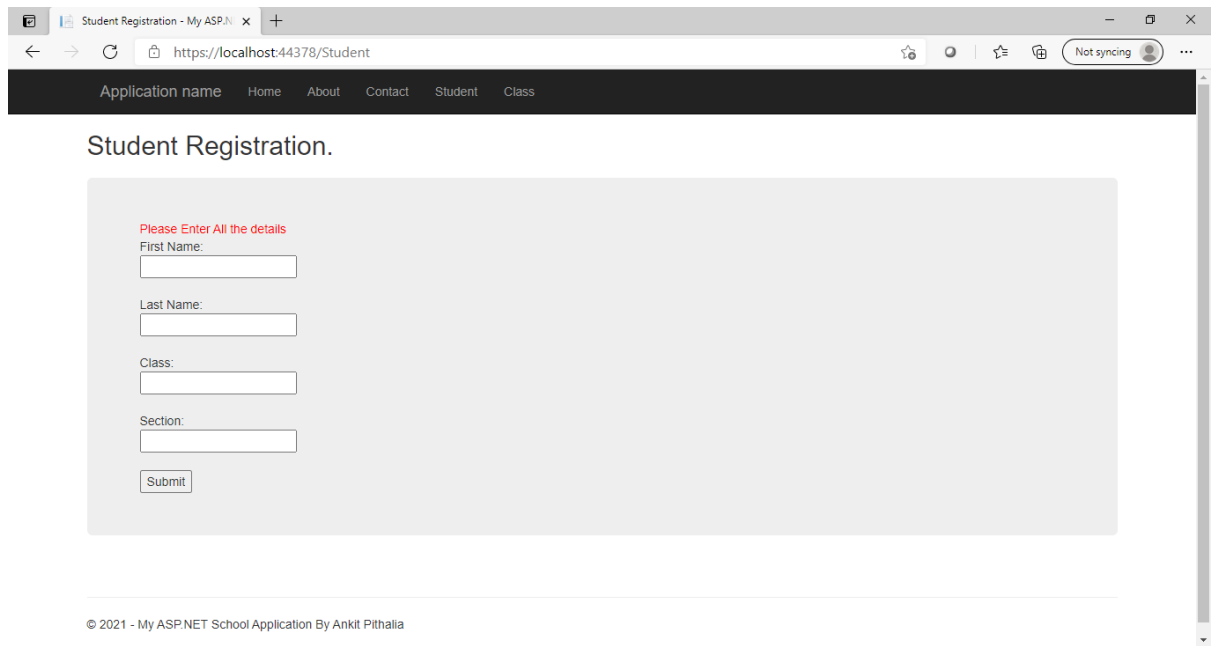 Student Registration - My ASP.N
https://localhost:44378/Student
Not syncing
Application name Home About Contact Student Class
Student Registration.
Please Enter All the details
First Name:
Last Name:
Class:
Section:
Submit
© 2021 - My ASP.NET School Application By Ankit Pithalia